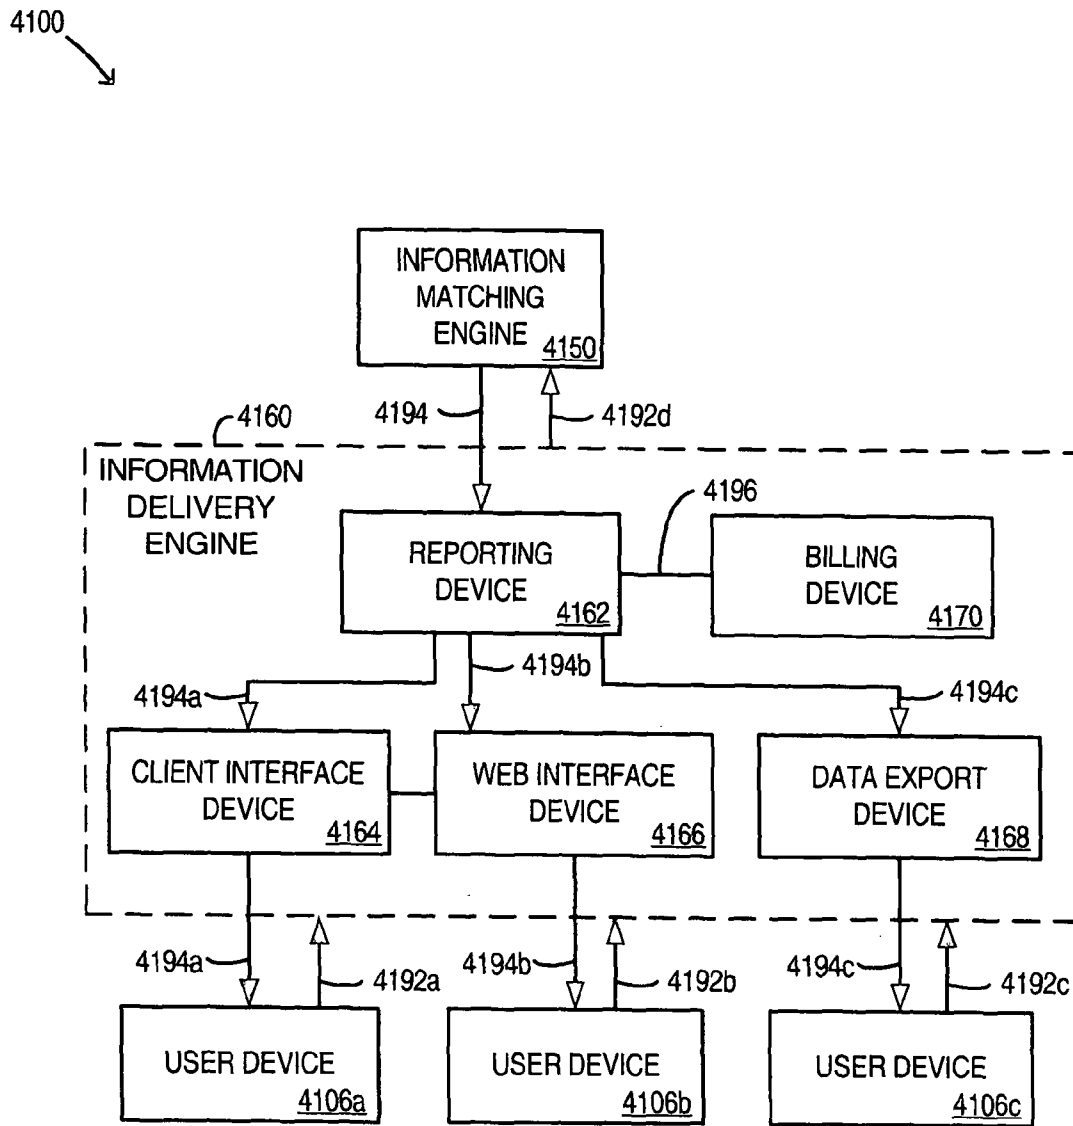 4100
INFORMATION
MATCHING
ENGINE
4150
4194
4192d
4160
INFORMATION
DELIVERY
ENGINE
4196
REPORTING
DEVICE
4162
BILLING
DEVICE
4170
4194a
4194b
4194c
CLIENT INTERFACE
DEVICE
4164
WEB INTERFACE
DEVICE
4166
DATA EXPORT
DEVICE
4168
4194a
4192a
4194b
4192b
4194c
4192c
USER DEVICE
4106a
USER DEVICE
4106b
USER DEVICE
4106c